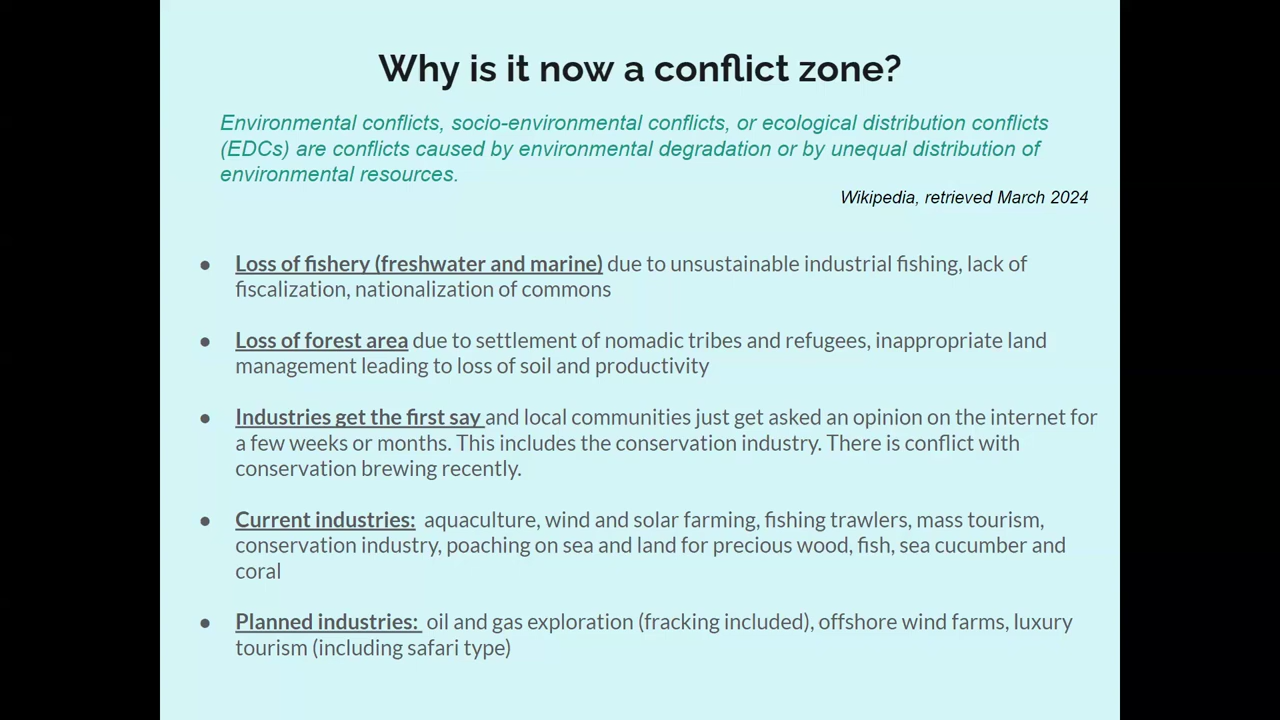 Why is it now a conflict zone?
Environmental conflicts, socio-environmental conflicts, or ecological distribution conflicts
(EDCs) are conflicts caused by environmental degradation or by unequal distribution of
environmental resources.
Wikipedia, retrieved March 2024
● Loss of fishery (freshwater and marine) due to unsustainable industrial fishing, lack of
fiscalization, nationalization of commons
● Loss of forest area due to settlement of nomadic tribes and refugees, inappropriate land
management leading to loss of soil and productivity
● Industries get the first say and local communities just get asked an opinion on the internet for
a few weeks or months. This includes the conservation industry. There is conflict with
conservation brewing recently.
● Current industries: aquaculture, wind and solar farming, fishing trawlers, mass tourism,
conservation industry, poaching on sea and land for precious wood, fish, sea cucumber and
coral
● Planned industries: oil and gas exploration (fracking included), offshore wind farms, luxury
tourism (including safari type)